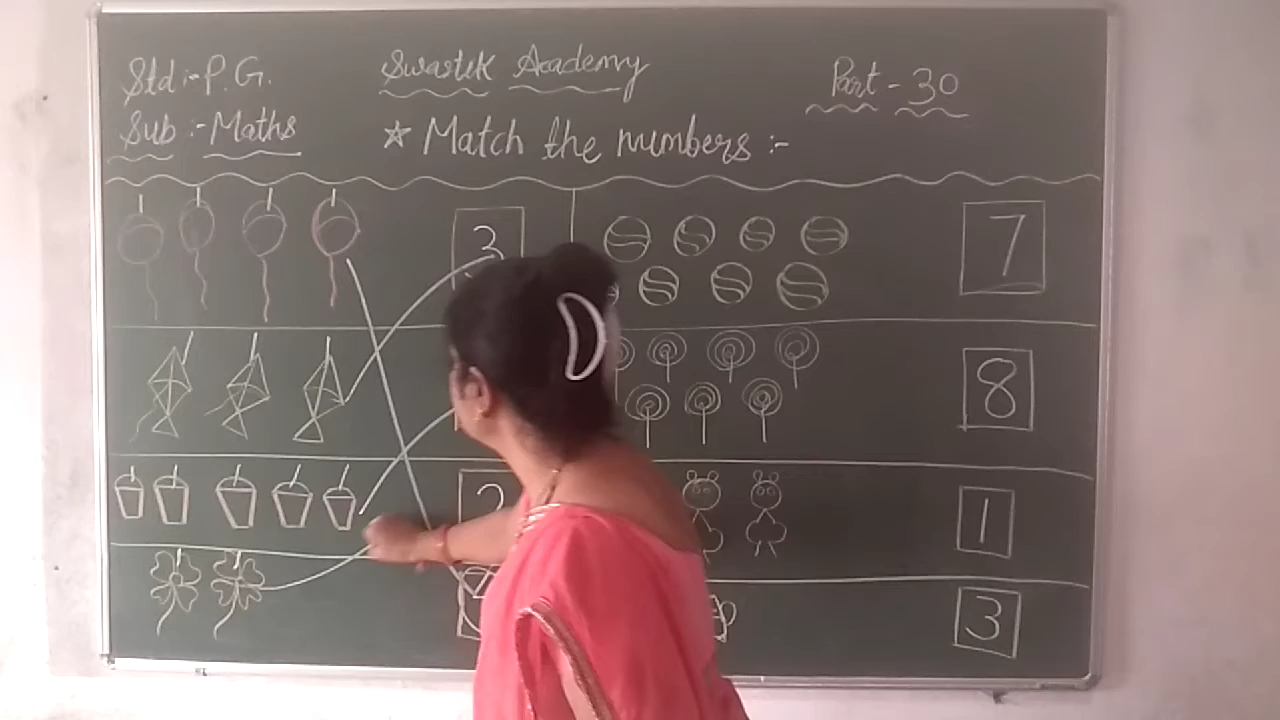 Std :- P.G.
Swastik Academy
Part - 30
Sub :- Maths
☆ Match the numbers :-
3
7
8
2
1
3